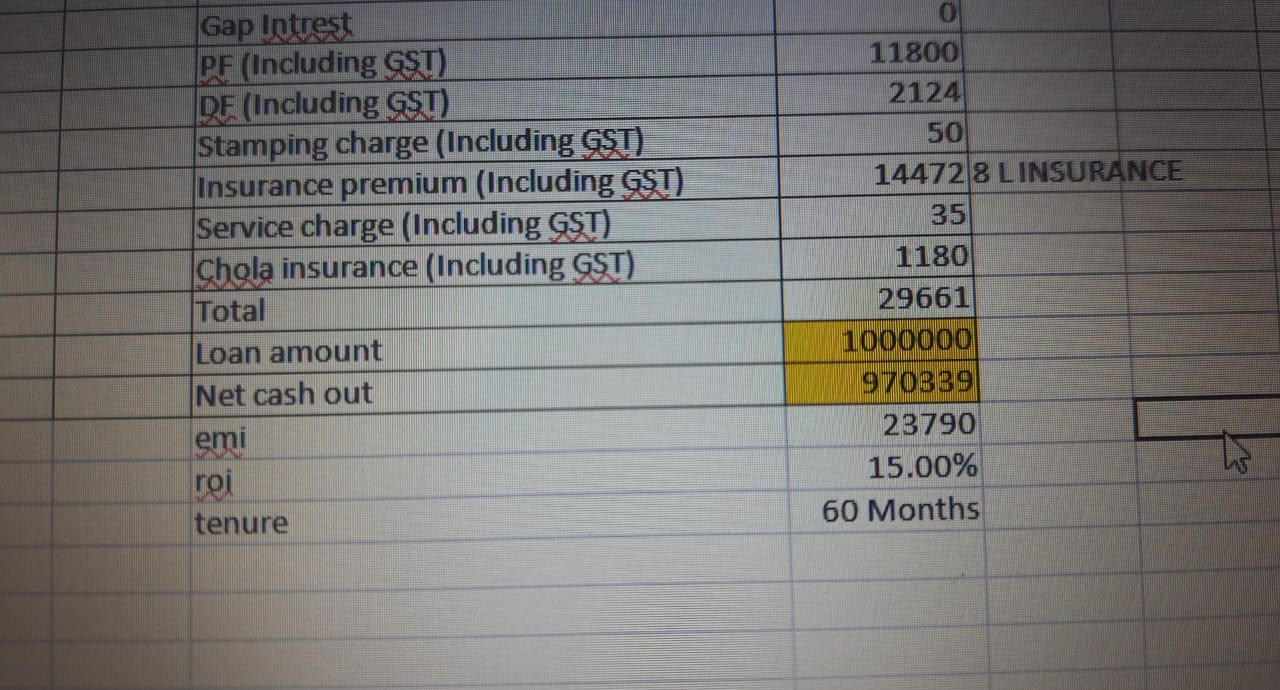 Gap Intrest 0
PF (Including GST) 11800
DF (Including GST) 2124
Stamping charge (Including GST) 50
Insurance premium (Including GST) 14472 8 L INSURANCE
Service charge (Including GST) 35
Chola insurance (Including GST) 1180
Total 29661
Loan amount 1000000
Net cash out 970339
emi 23790
roi 15.00%
tenure 60 Months